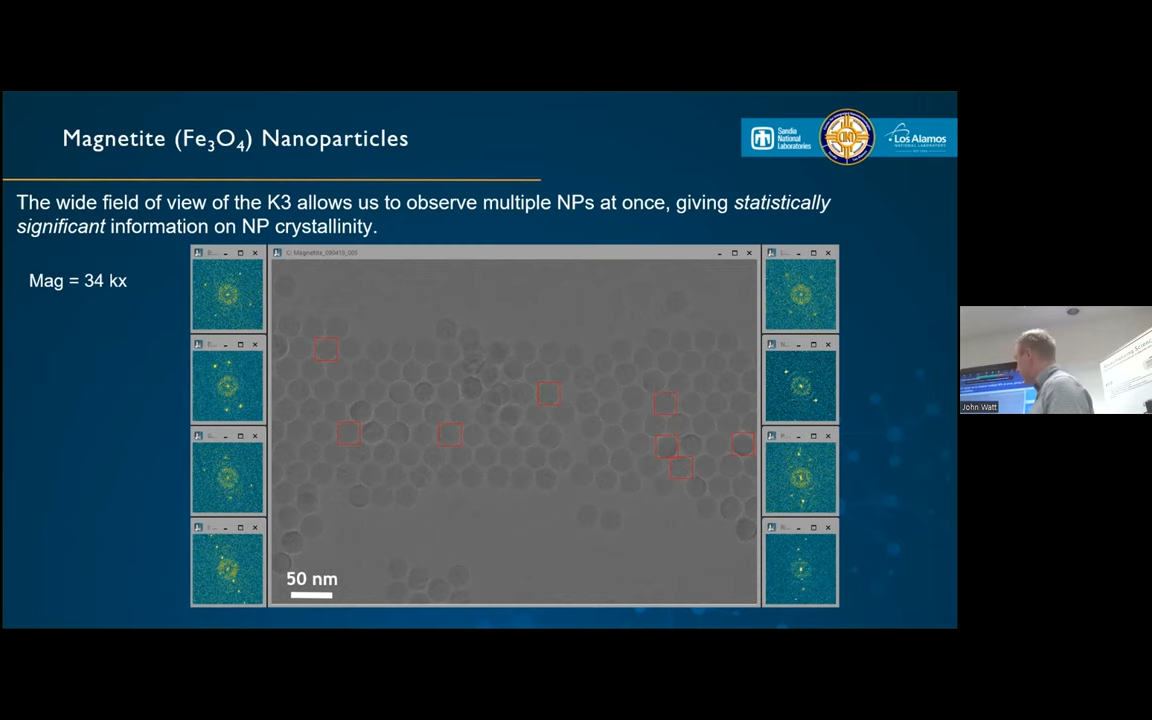 Magnetite (Fe₃O₄) Nanoparticles
Sandia
National
Laboratories
Los Alamos
NATIONAL LABORATORY
The wide field of view of the K3 allows us to observe multiple NPs at once, giving statistically
significant information on NP crystallinity.
Mag = 34 kx
50 nm
John Watt